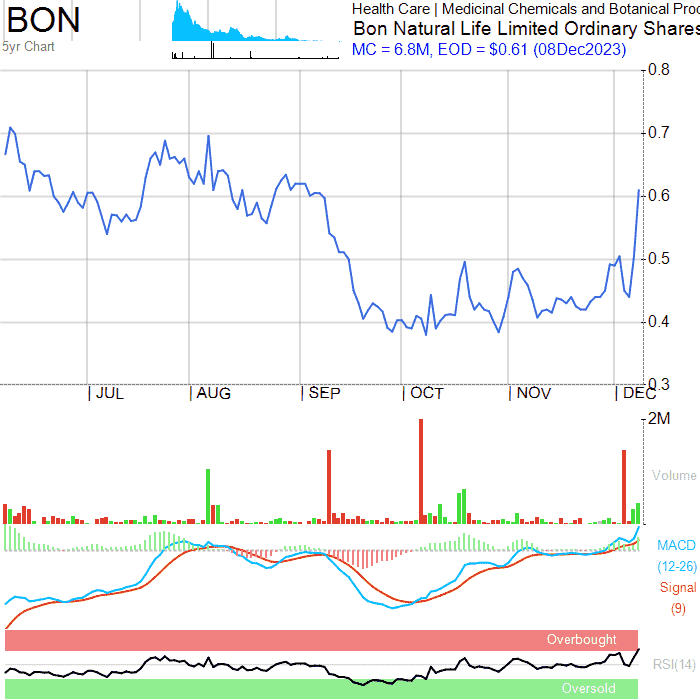 BON
5yr Chart
Health Care | Medicinal Chemicals and Botanical Proc
Bon Natural Life Limited Ordinary Shares
MC = 6.8M, EOD = $0.61 (08Dec2023)
0.8
0.7
0.6
0.5
0.4
0.3
JUL AUG SEP OCT NOV DEC
2M
Volume
MACD
(12-26)
Signal
(9)
Overbought
RSI(14)
Oversold